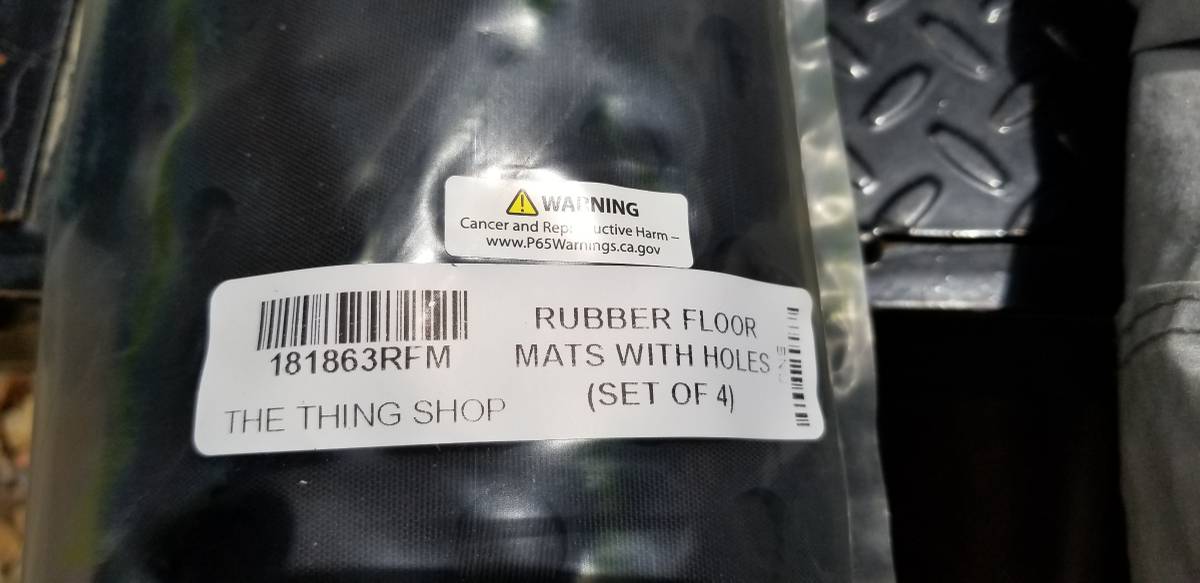 WARNING
Cancer and Reproductive Harm –
www.P65Warnings.ca.gov
181863RFM
THE THING SHOP
RUBBER FLOOR
MATS WITH HOLES
(SET OF 4)